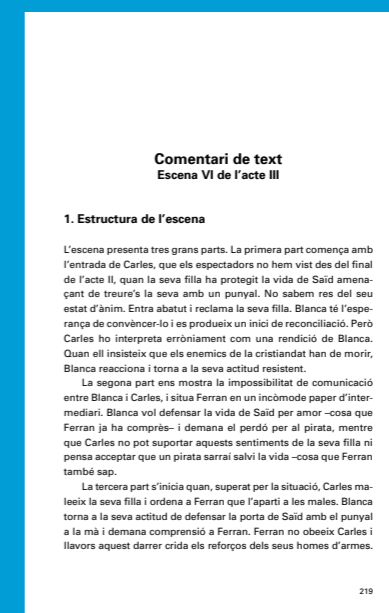 Comentari de text
Escena VI de l'acte III
1. Estructura de l'escena
L'escena presenta tres grans parts. La primera part comença amb
l'entrada de Carles, que els espectadors no hem vist des del final
de l'acte II, quan la seva filla ha protegit la vida de Saïd amena-
çant de treure's la seva amb un punyal. No sabem res del seu
estat d'ànim. Entra abatut i reclama la seva filla. Blanca té l'espe-
rança de convèncer-lo i es produeix un inici de reconciliació. Però
Carles ho interpreta erròniament com una rendició de Blanca.
Quan ell insisteix que els enemics de la cristiandat han de morir,
Blanca reacciona i torna a la seva actitud resistent.
La segona part ens mostra la impossibilitat de comunicació
entre Blanca i Carles, i situa Ferran en un incòmode paper d'inter-
mediari. Blanca vol defensar la vida de Saïd per amor –cosa que
Ferran ja ha comprès– i demana el perdó per al pirata, mentre
que Carles no pot suportar aquests sentiments de la seva filla ni
pensa acceptar que un pirata sarraí salvi la vida –cosa que Ferran
també sap.
La tercera part s'inicia quan, superat per la situació, Carles ma-
leeix la seva filla i ordena a Ferran que l'aparti a les males. Blanca
torna a la seva actitud de defensar la porta de Saïd amb el punyal
a la mà i demana comprensió a Ferran. Ferran no obeeix Carles i
llavors aquest darrer crida els reforços dels seus homes d'armes.
219